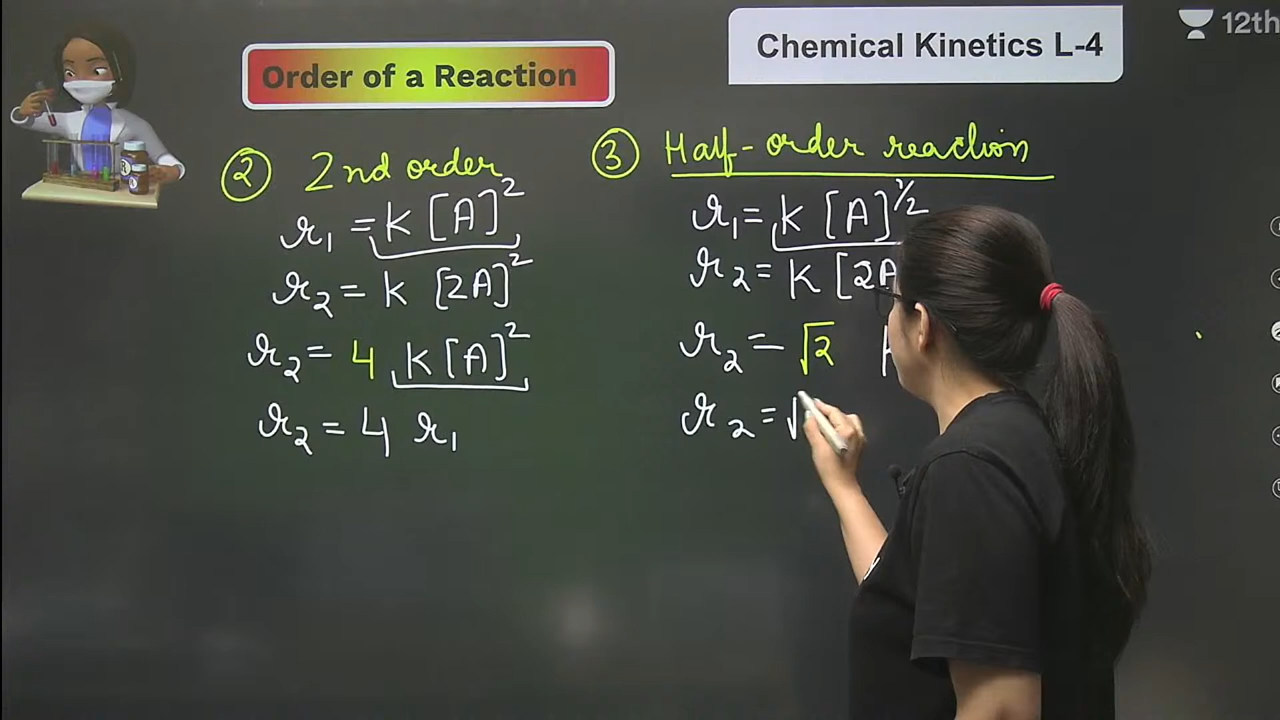 Order of a Reaction
Chemical Kinetics L-4
12th
② 2nd order
r₁ = k [A]²
r₂ = k [2A]²
r₂ = 4 k[A]²
r₂ = 4 r₁
③ Half-order reaction
r₁ = k [A]^1/2
r₂ = k [2A
r₂ = √2
r₂ = √